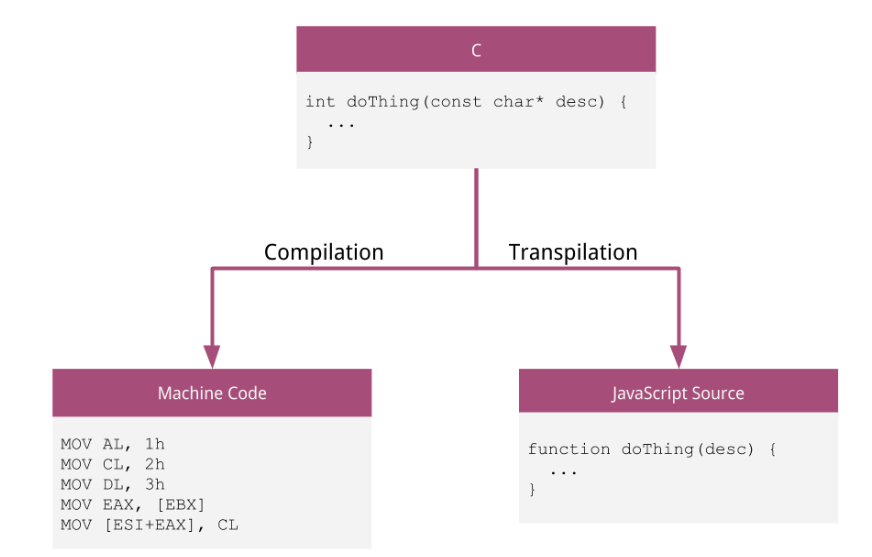 C
int doThing(const char* desc) {
...
}
Compilation
Transpilation
Machine Code
MOV AL, 1h
MOV CL, 2h
MOV DL, 3h
MOV EAX, [EBX]
MOV [ESI+EAX], CL
JavaScript Source
function doThing(desc) {
...
}